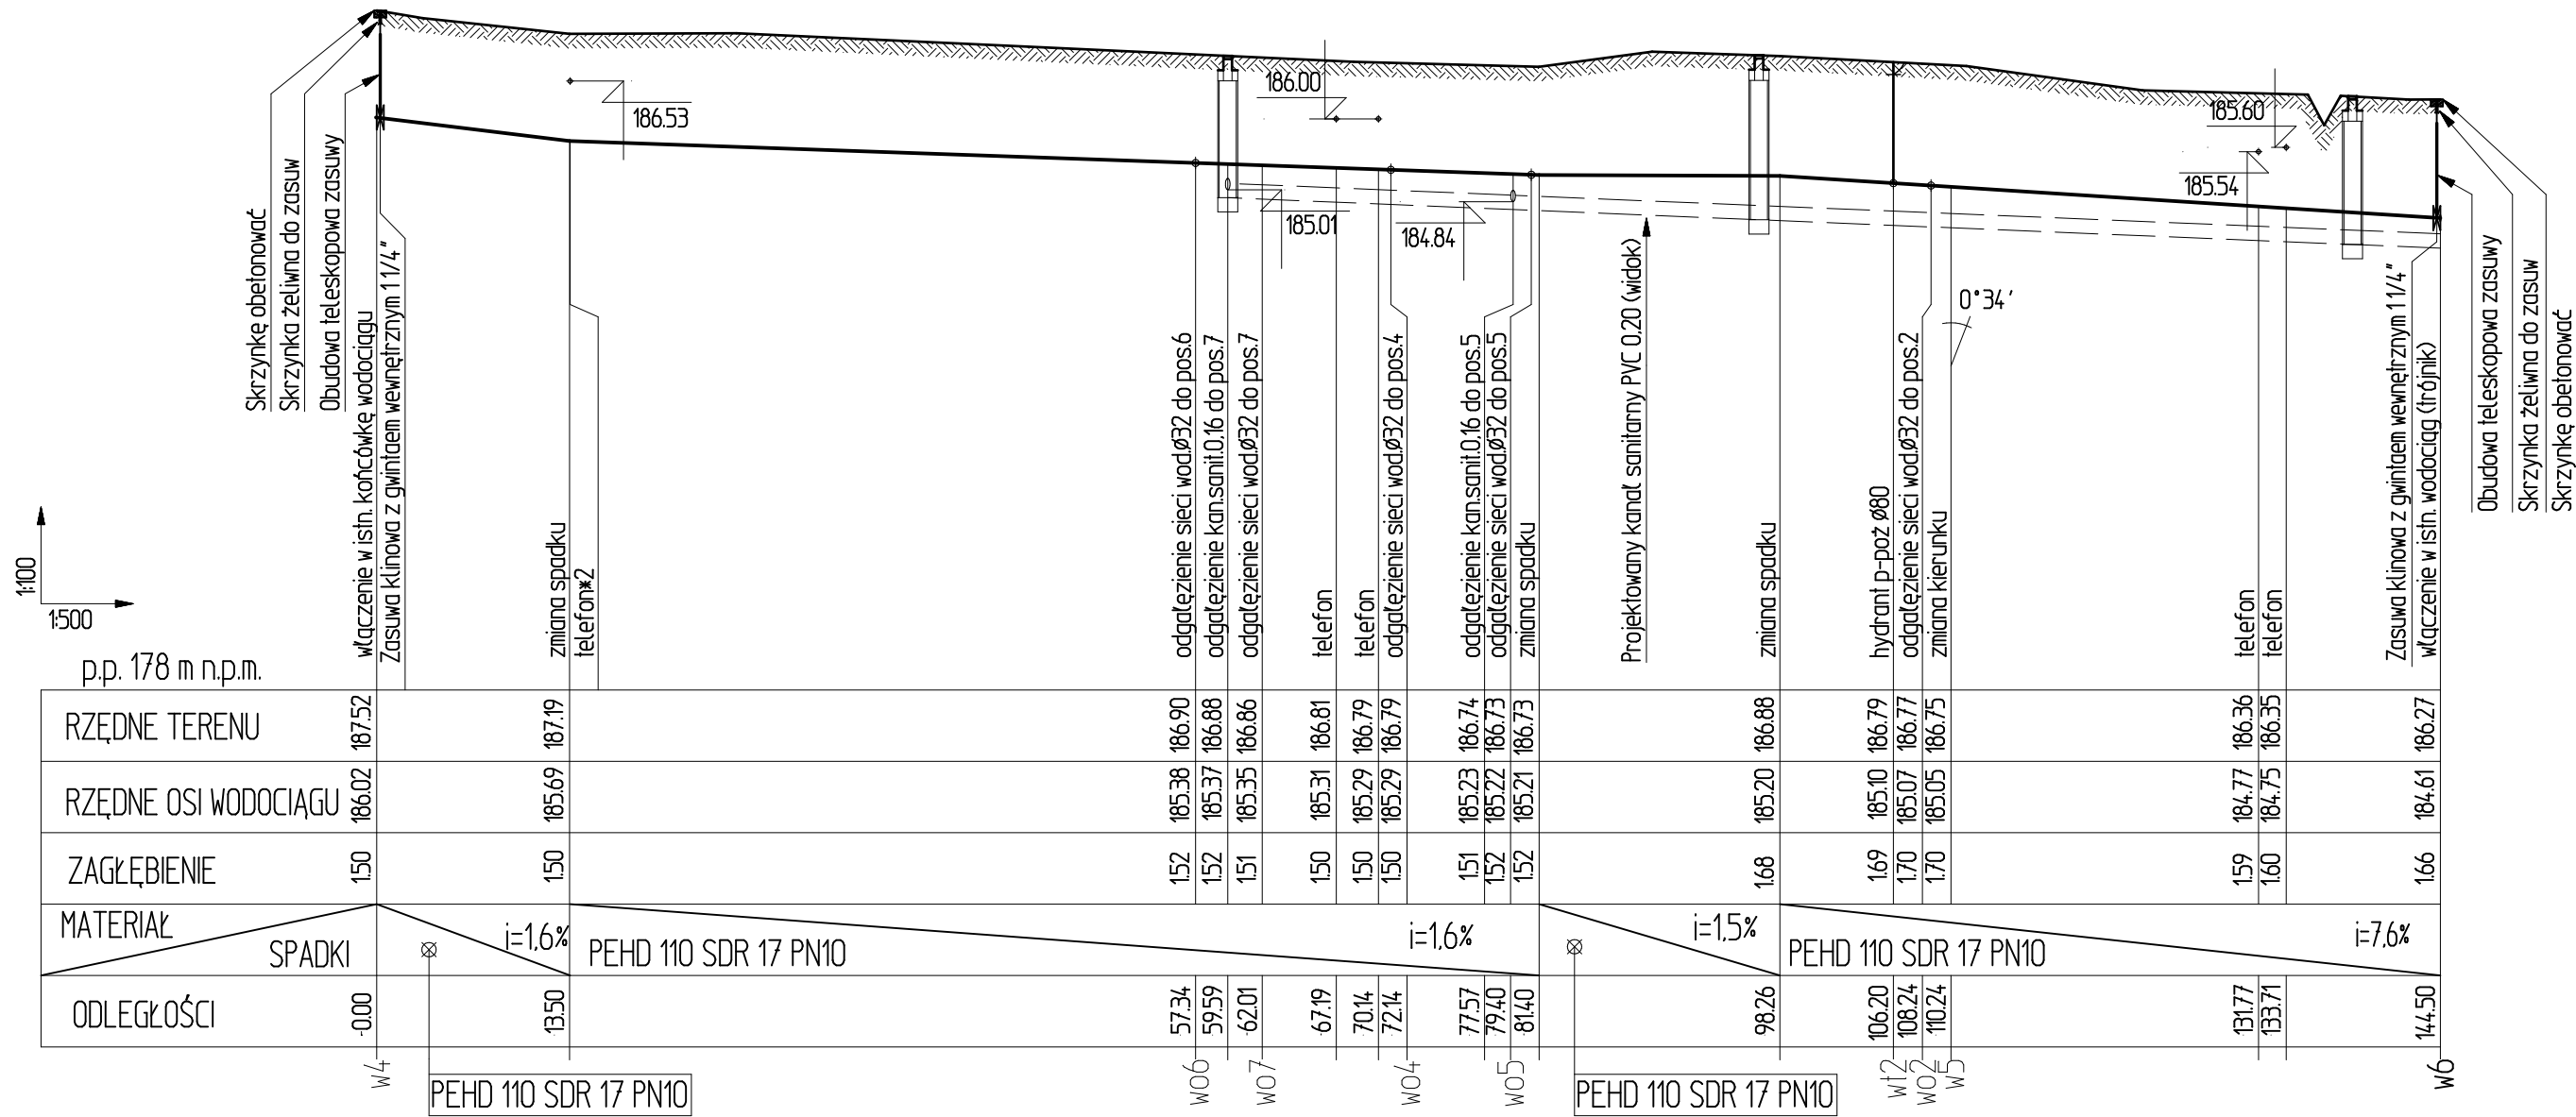 186.53
186.00
185.01
184.84
185.60
185.54
0°34'
Skrzynkę obetonować
Skrzynka żeliwna do zasuw
Obudowa teleskopowa zasuwy
włączenie w istn. końcówkę wodociągu
Zasuwa klinowa z gwintaem wewnętrznym 1 1/4"
zmiana spadku
telefon*2
odgałęzienie sieci wod.Ø32 do pos.6
odgałęzienie kan.sanit.0,16 do pos.7
odgałęzienie sieci wod.Ø32 do pos.7
telefon
telefon
odgałęzienie sieci wod.Ø32 do pos.4
odgałęzienie kan.sanit.0,16 do pos.5
odgałęzienie sieci wod.Ø32 do pos.5
zmiana spadku
Projektowany kanał sanitarny PVC 0,20 (widok)
zmiana spadku
hydrant p-poż Ø80
odgałęzienie sieci wod.Ø32 do pos.2
zmiana kierunku
telefon
telefon
Zasuwa klinowa z gwintaem wewnętrznym 1 1/4"
włączenie w istn. wodociąg (trójnik)
Obudowa teleskopowa zasuwy
Skrzynka żeliwna do zasuw
Skrzynkę obetonować
1:100
1:500
p.p. 178 m n.p.m.
RZĘDNE TERENU 187.52 187.19 186.90 186.88 186.86 186.81 186.79 186.79 186.74 186.73 186.73 186.88 186.79 186.77 186.75 186.36 186.35 186.27
RZĘDNE OSI WODOCIĄGU 186.02 185.69 185.38 185.37 185.35 185.31 185.29 185.29 185.23 185.22 185.21 185.20 185.10 185.07 185.05 184.77 184.75 184.61
ZAGŁĘBIENIE 1.50 1.50 1.52 1.52 1.51 1.50 1.50 1.50 1.51 1.52 1.52 1.68 1.69 1.70 1.70 1.59 1.60 1.66
MATERIAŁ
SPADKI
i=1,6%
PEHD 110 SDR 17 PN10
i=1,6%
i=1,5%
PEHD 110 SDR 17 PN10
i=7,6%
ODLEGŁOŚCI -0.00 13.50 57.34 59.59 62.01 67.19 70.14 72.14 77.57 79.40 81.40 98.26 106.20 108.24 110.24 131.77 133.71 144.50
w4 wo6 wo7 wo4 wo5 wt2 wo2 w5 w6
PEHD 110 SDR 17 PN10
PEHD 110 SDR 17 PN10